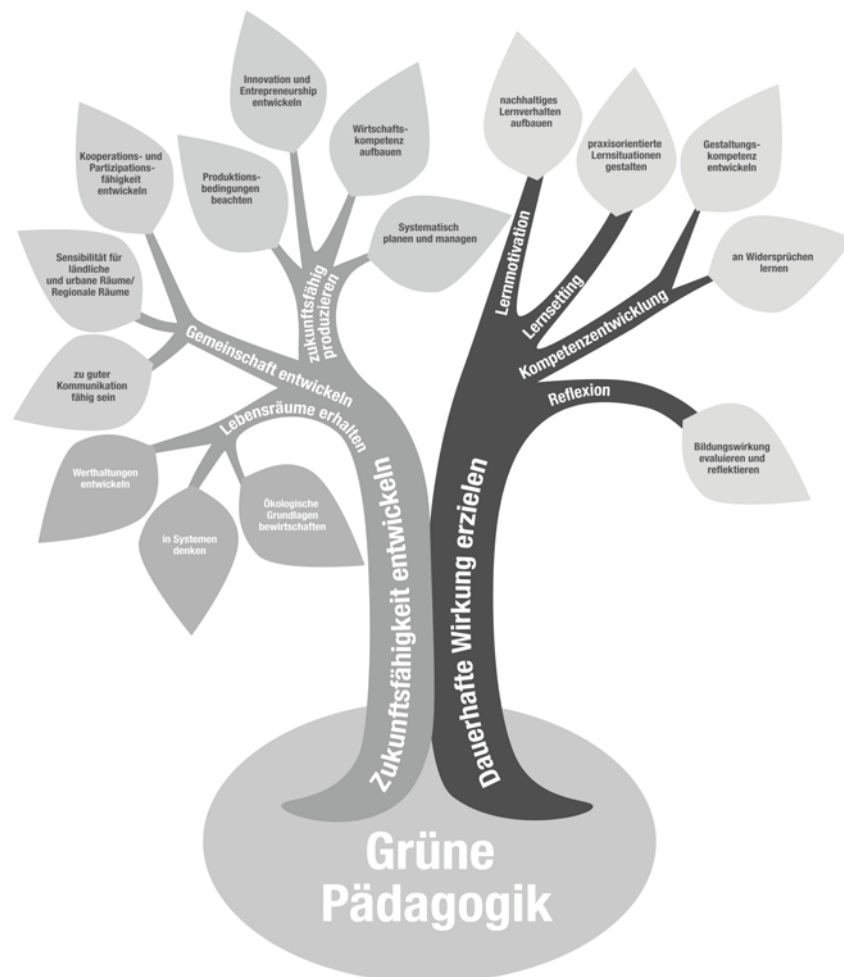 Innovation und
Entrepreneurship
entwickeln
Wirtschafts-
kompetenz
aufbauen
Kooperations- und
Partizipations-
fähigkeit
entwickeln
Produktions-
bedingungen
beachten
Systematisch
planen und managen
Sensibilität für
ländliche
und urbane Räume/
Regionale Räume
zu guter
Kommunikation
fähig sein
Werthaltungen
entwickeln
in Systemen
denken
Ökologische
Grundlagen
bewirtschaften
zukunftsfähig
produzieren
Gemeinschaft entwickeln
Lebensräume erhalten
Zukunftsfähigkeit entwickeln
nachhaltiges
Lernverhalten
aufbauen
praxisorientierte
Lernsituationen
gestalten
Gestaltungs-
kompetenz
entwickeln
an Widersprüchen
lernen
Bildungswirkung
evaluieren und
reflektieren
Lernmotivation
Lernsetting
Kompetenzentwicklung
Reflexion
Dauerhafte Wirkung erzielen
Grüne
Pädagogik